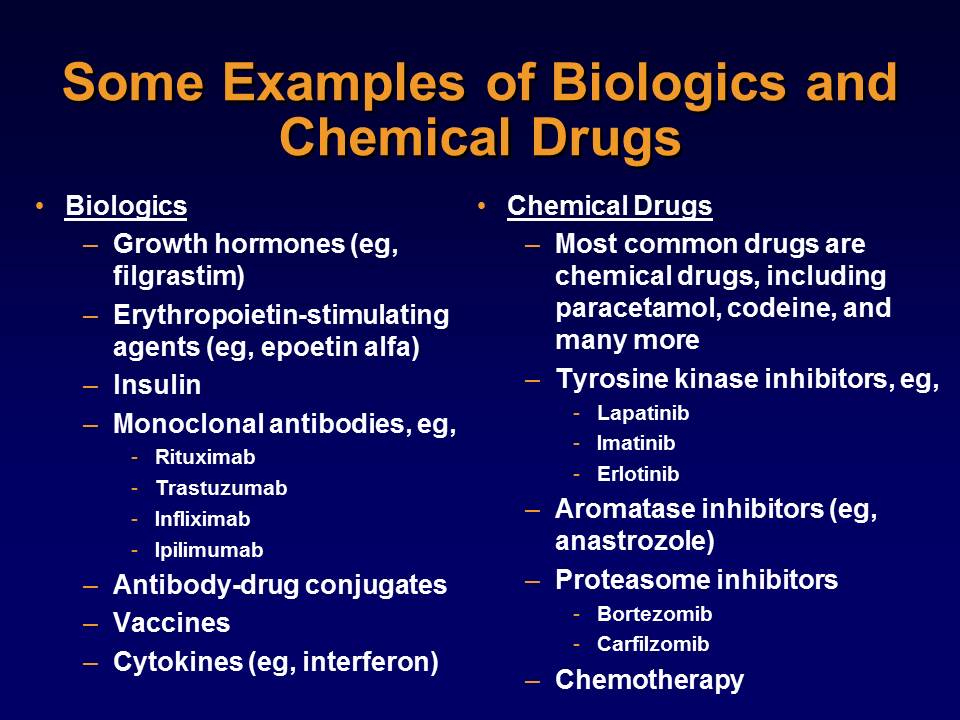 Some Examples of Biologics and
Chemical Drugs
• Biologics
– Growth hormones (eg,
filgrastim)
– Erythropoietin-stimulating
agents (eg, epoetin alfa)
– Insulin
– Monoclonal antibodies, eg,
- Rituximab
- Trastuzumab
- Infliximab
- Ipilimumab
– Antibody-drug conjugates
– Vaccines
– Cytokines (eg, interferon)
• Chemical Drugs
– Most common drugs are
chemical drugs, including
paracetamol, codeine, and
many more
– Tyrosine kinase inhibitors, eg,
- Lapatinib
- Imatinib
- Erlotinib
– Aromatase inhibitors (eg,
anastrozole)
– Proteasome inhibitors
- Bortezomib
- Carfilzomib
– Chemotherapy